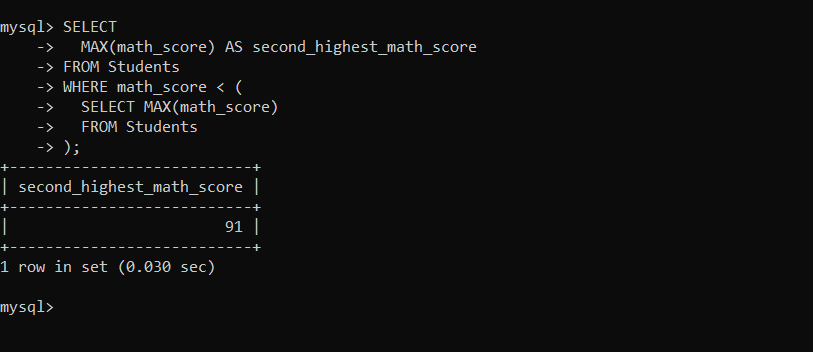 mysql> SELECT
    ->   MAX(math_score) AS second_highest_math_score
    -> FROM Students
    -> WHERE math_score < (
    ->   SELECT MAX(math_score)
    ->   FROM Students
    -> );
+---------------------------+
| second_highest_math_score |
+---------------------------+
|                        91 |
+---------------------------+
1 row in set (0.030 sec)

mysql>